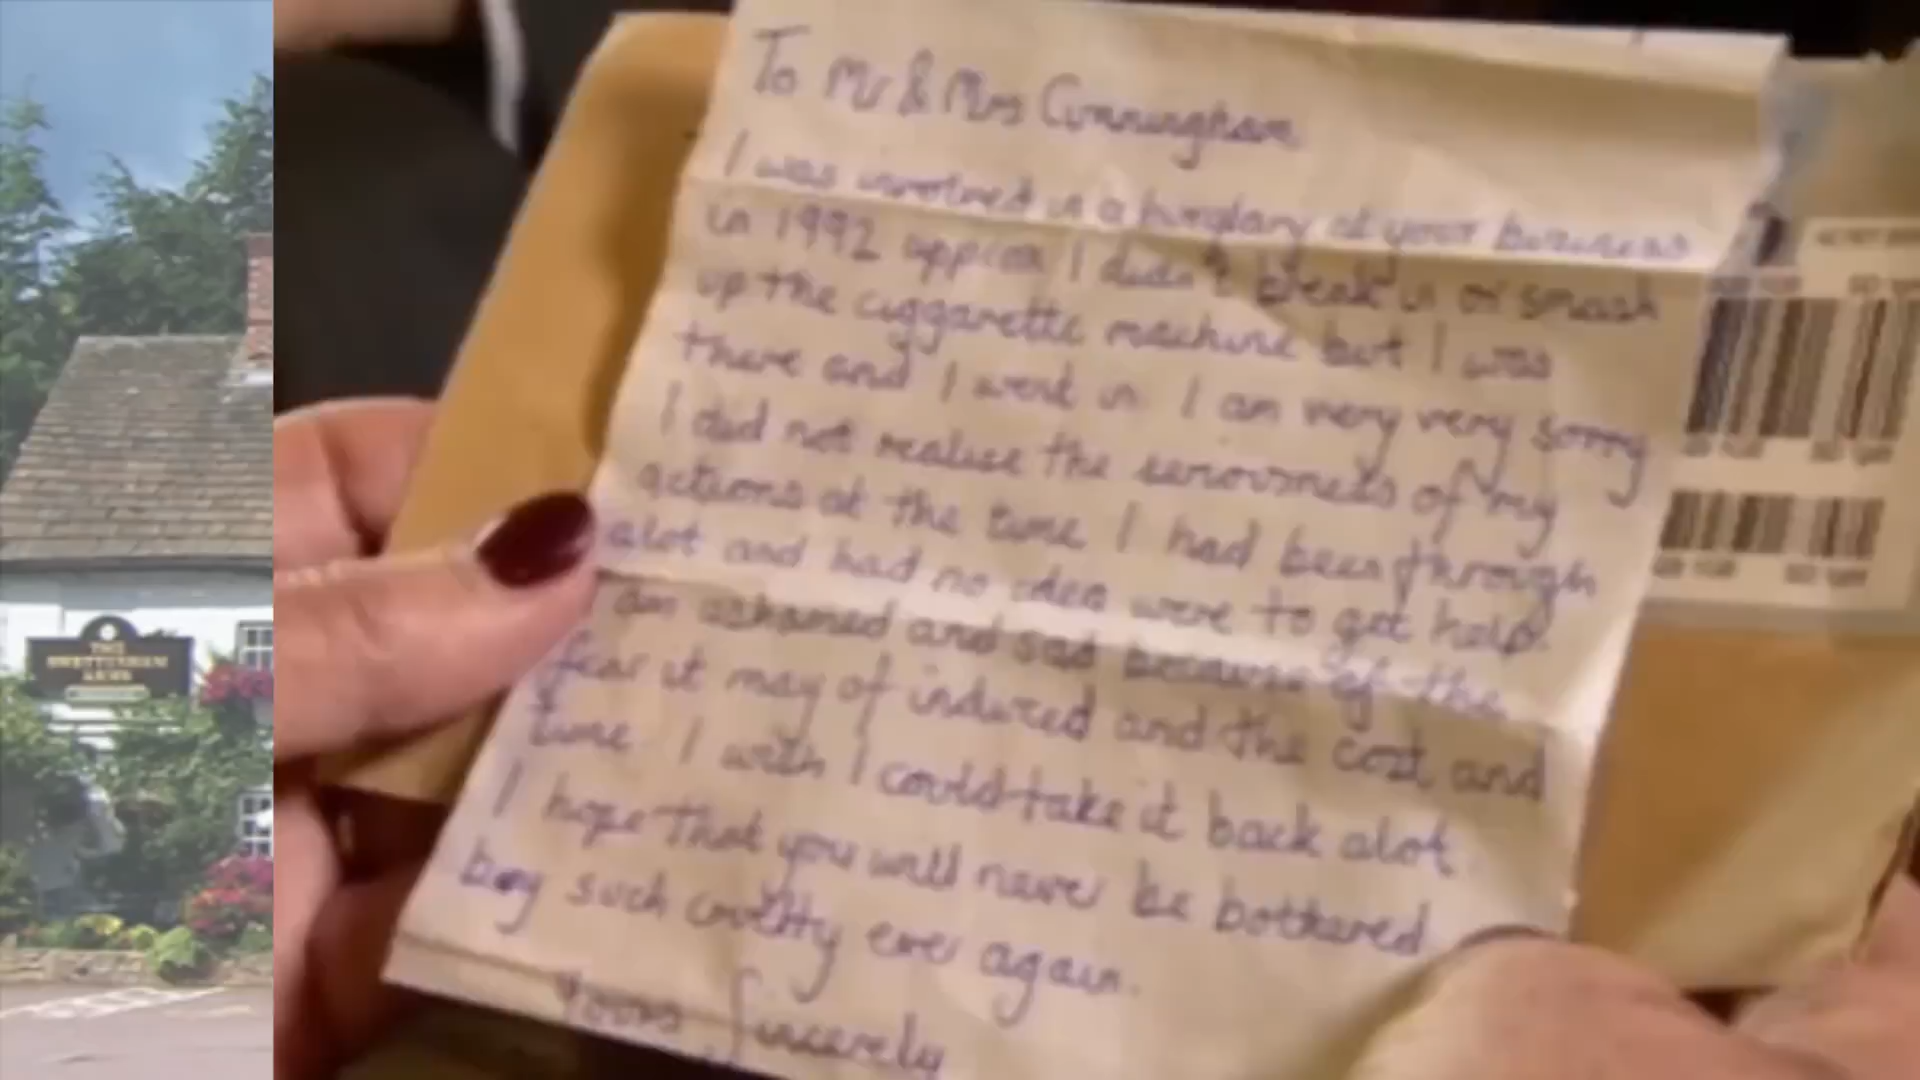 THE
SWETTENHAM
ARMS
To Mr & Mrs Cunningham
I was involved in a burglary at your business
in 1992 approx I didn't break in or smash
up the ciggarette machine but I was
there and I went in. I am very very sorry
I did not realise the seriousness of my
actions at the time I had been through
alot and had no idea were to get help.
I am ashamed and sad because of the
fear it may of induced and the cost and
time. I wish I could take it back alot
I hope that you will never be bothered
by such
ever again.
Yours Sincerely